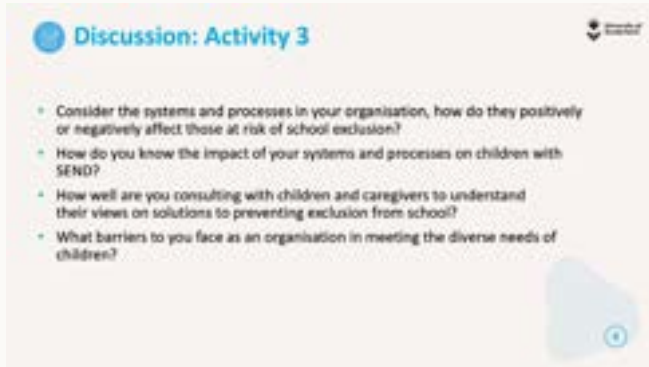 Discussion: Activity 3
University of
Sunderland
• Consider the systems and processes in your organisation, how do they positively
or negatively affect those at risk of school exclusion?
• How do you know the impact of your systems and processes on children with
SEND?
• How well are you consulting with children and caregivers to understand
their views on solutions to preventing exclusion from school?
• What barriers to you face as an organisation in meeting the diverse needs of
children?